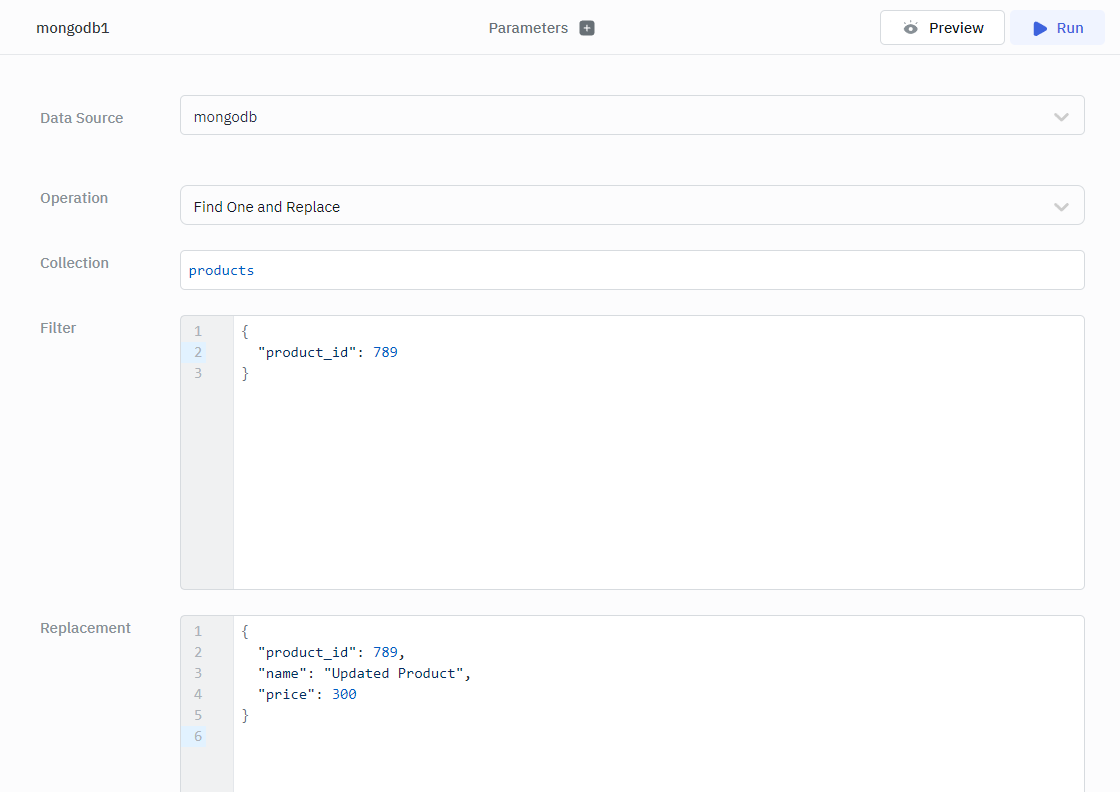 mongodb1
Parameters +
Preview
Run
Data Source
mongodb
Operation
Find One and Replace
Collection
products
Filter
1 {
2   "product_id": 789
3 }
Replacement
1 {
2   "product_id": 789,
3   "name": "Updated Product",
4   "price": 300
5 }
6